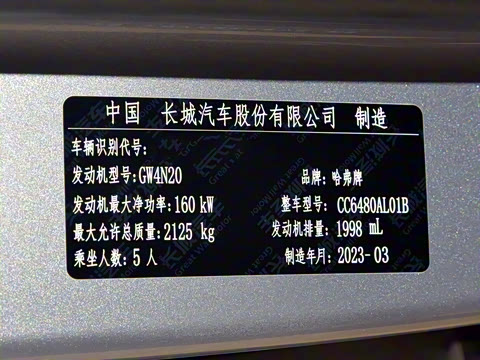 中国 长城汽车股份有限公司 制造
车辆识别代号:
发动机型号:GW4N20 品牌:哈弗牌
发动机最大净功率:160 kW 整车型号: CC6480AL01B
最大允许总质量:2125 kg 发动机排量:1998 mL
乘坐人数:5 人 制造年月:2023-03